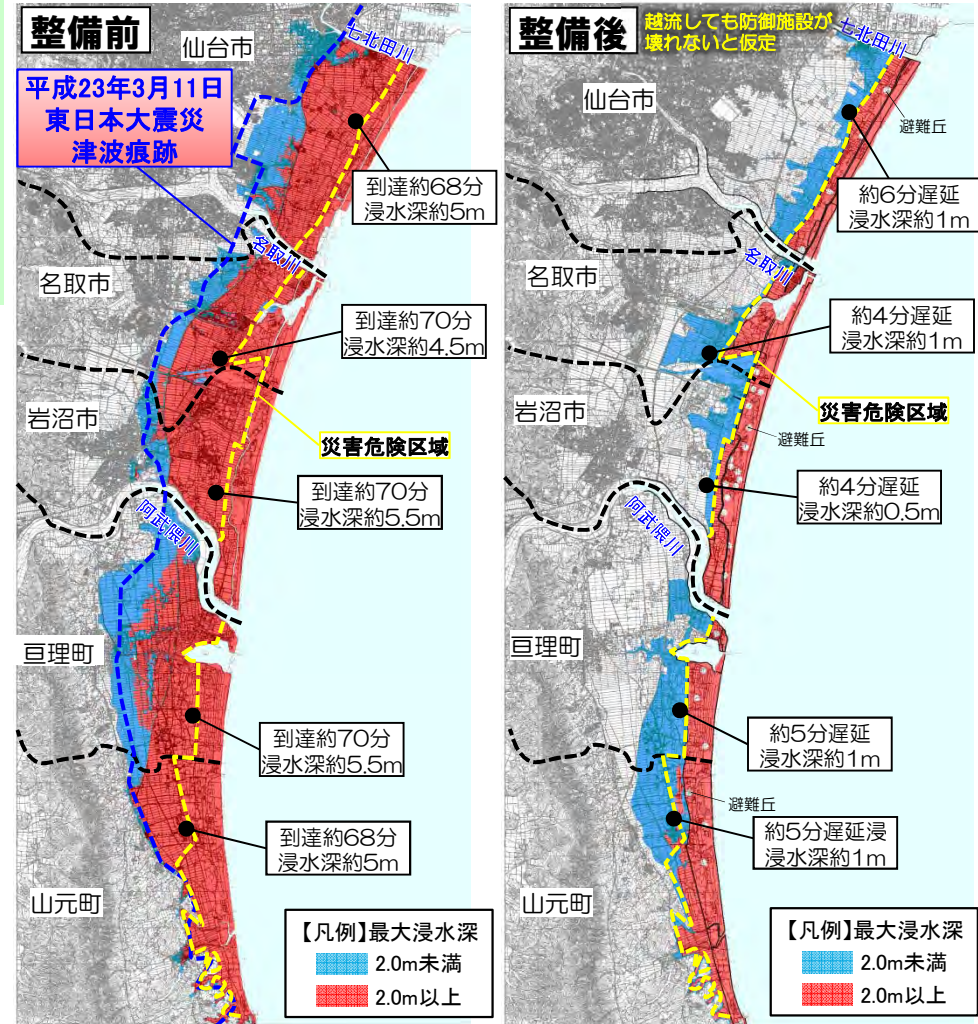 整備前
仙台市
七北田川
平成23年3月11日
東日本大震災
津波痕跡
到達約68分
浸水深約5m
名取川
名取市
到達約70分
浸水深約4.5m
岩沼市
災害危険区域
到達約70分
浸水深約5.5m
阿武隈川
亘理町
到達約70分
浸水深約5.5m
到達約68分
浸水深約5m
山元町
【凡例】最大浸水深
2.0m未満
2.0m以上
整備後
越流しても防御施設が
壊れないと仮定
七北田川
仙台市
避難丘
約6分遅延
浸水深約1m
名取川
名取市
約4分遅延
浸水深約1m
岩沼市
災害危険区域
避難丘
約4分遅延
浸水深約0.5m
阿武隈川
亘理町
約5分遅延
浸水深約1m
避難丘
約5分遅延浸
浸水深約1m
山元町
【凡例】最大浸水深
2.0m未満
2.0m以上